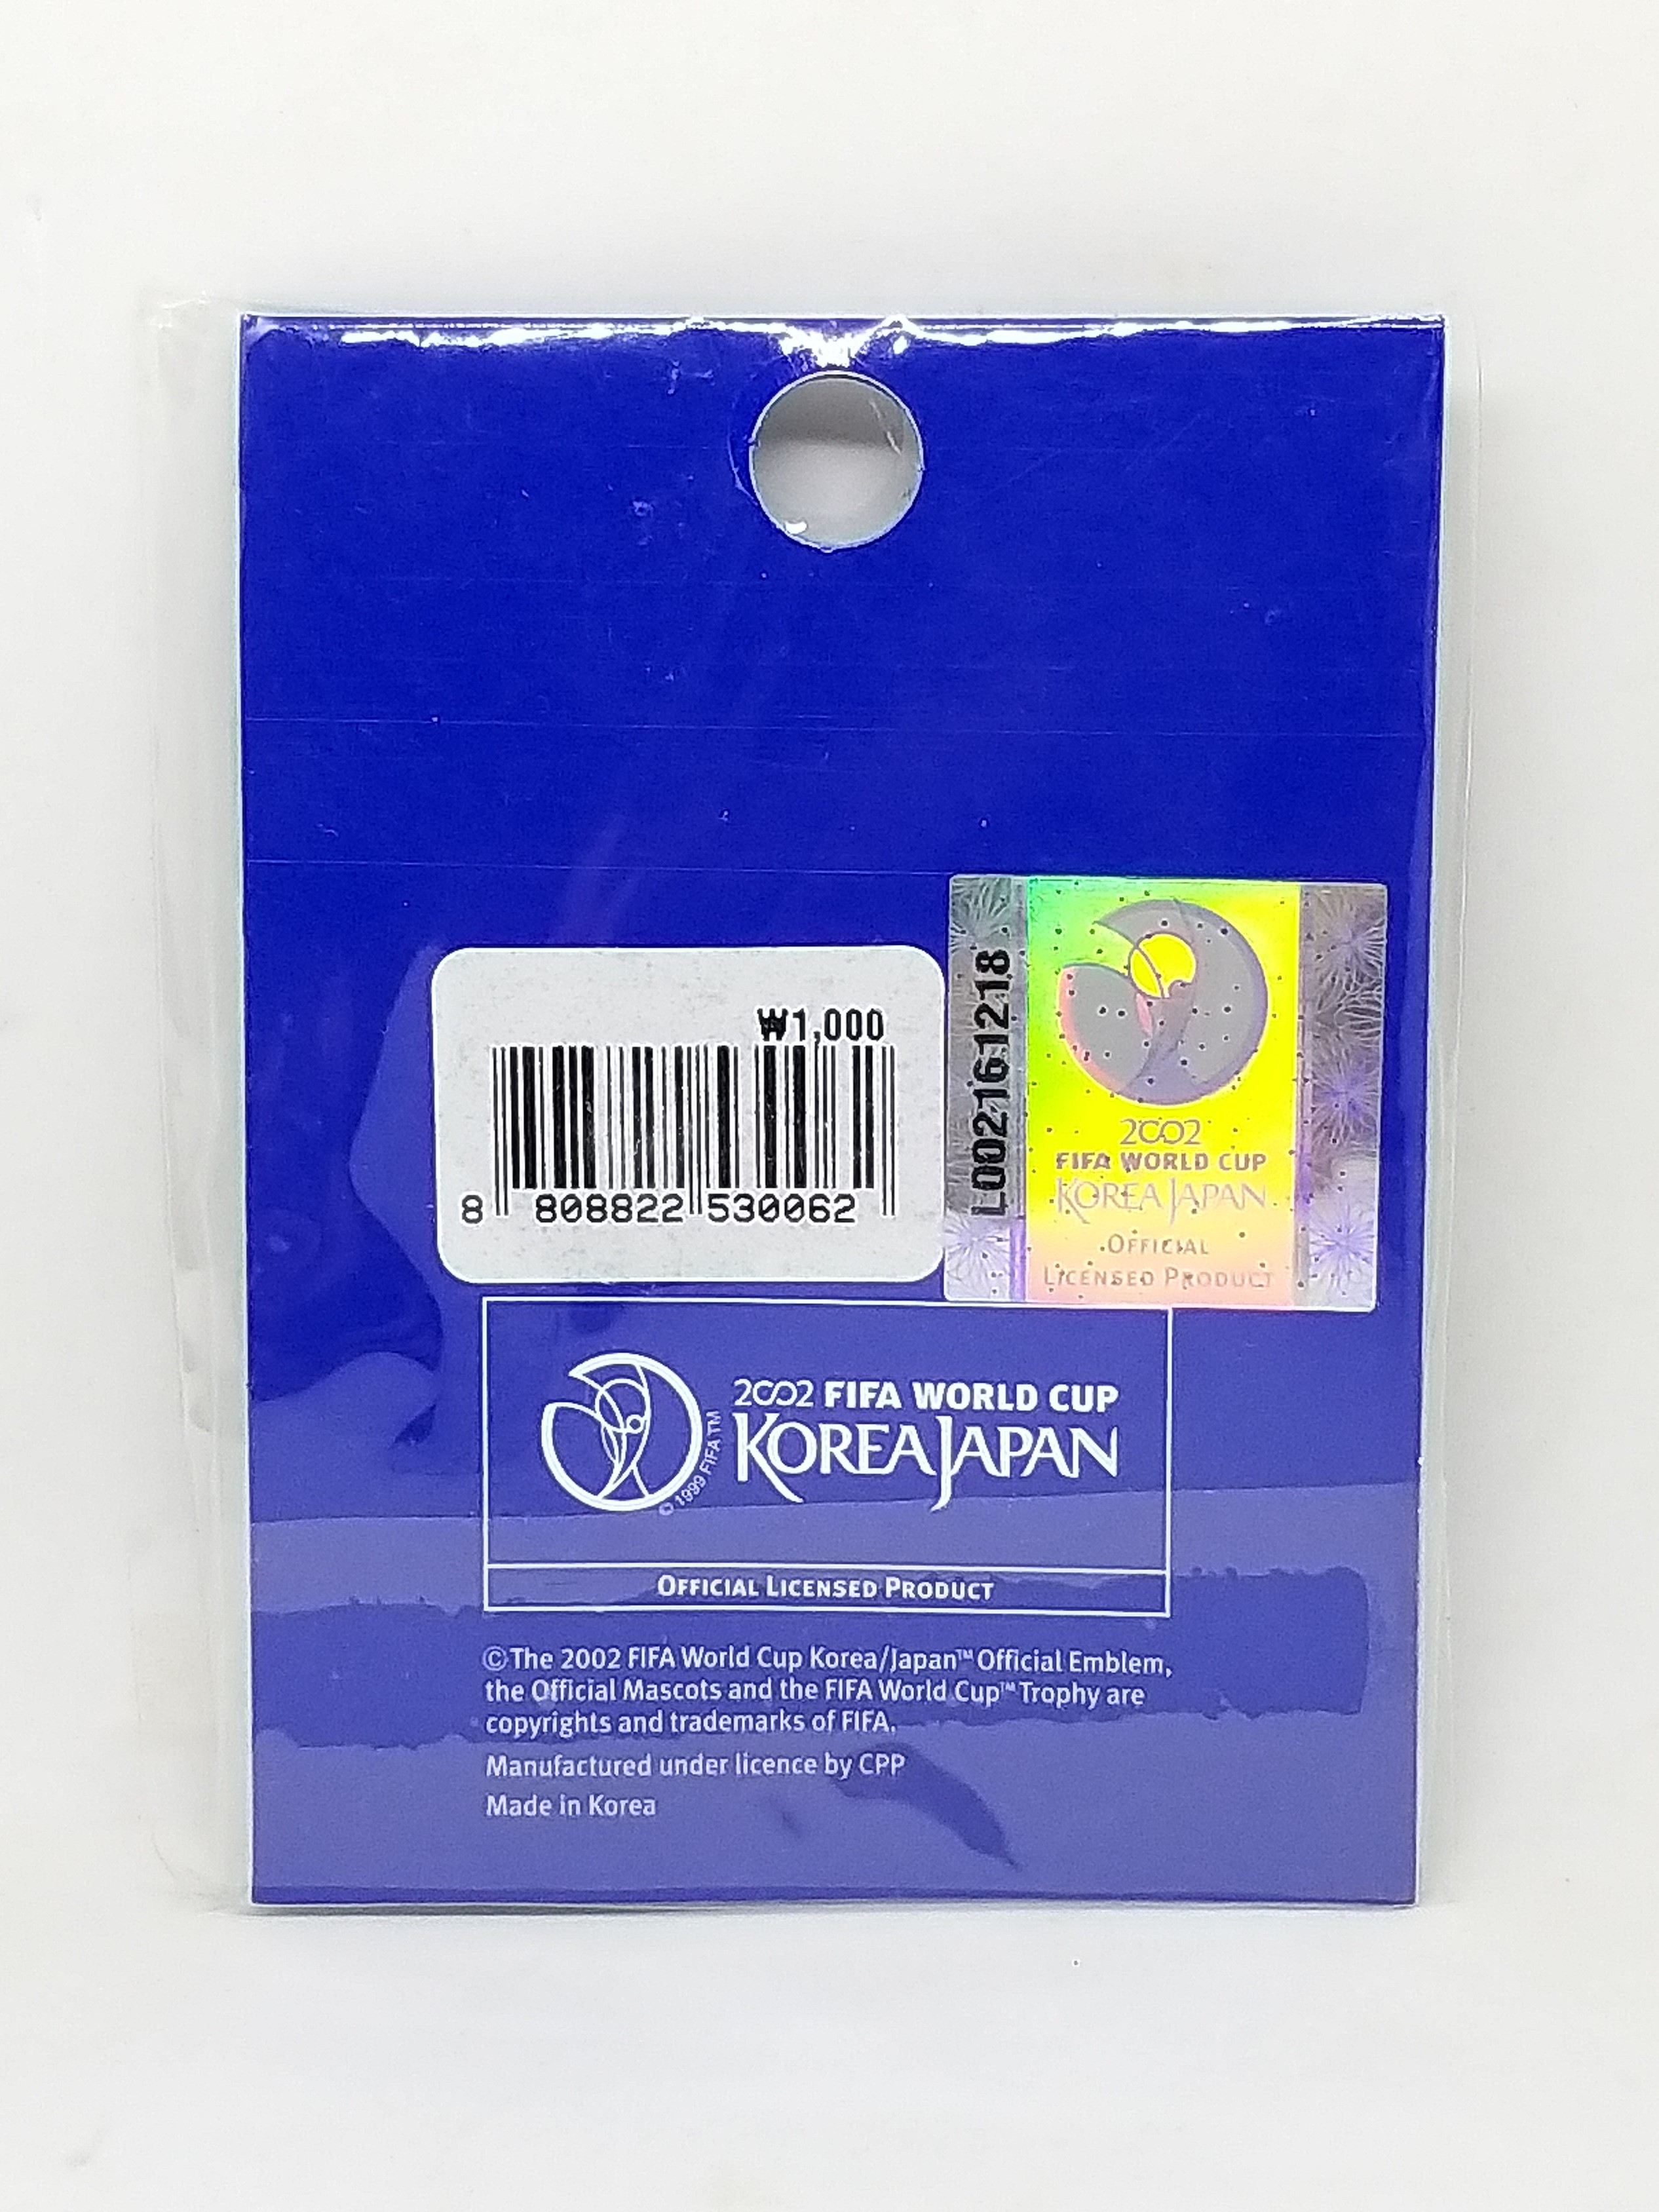 ₩1,000
8 808822 530062
L002161218
2002
FIFA WORLD CUP
KOREA JAPAN
OFFICIAL
LICENSED PRODUCT
2002 FIFA WORLD CUP
KOREA JAPAN
© 1999 FIFA TM
OFFICIAL LICENSED PRODUCT
©The 2002 FIFA World Cup Korea/Japan™ Official Emblem,
the Official Mascots and the FIFA World Cup™ Trophy are
copyrights and trademarks of FIFA.
Manufactured under licence by CPP
Made in Korea